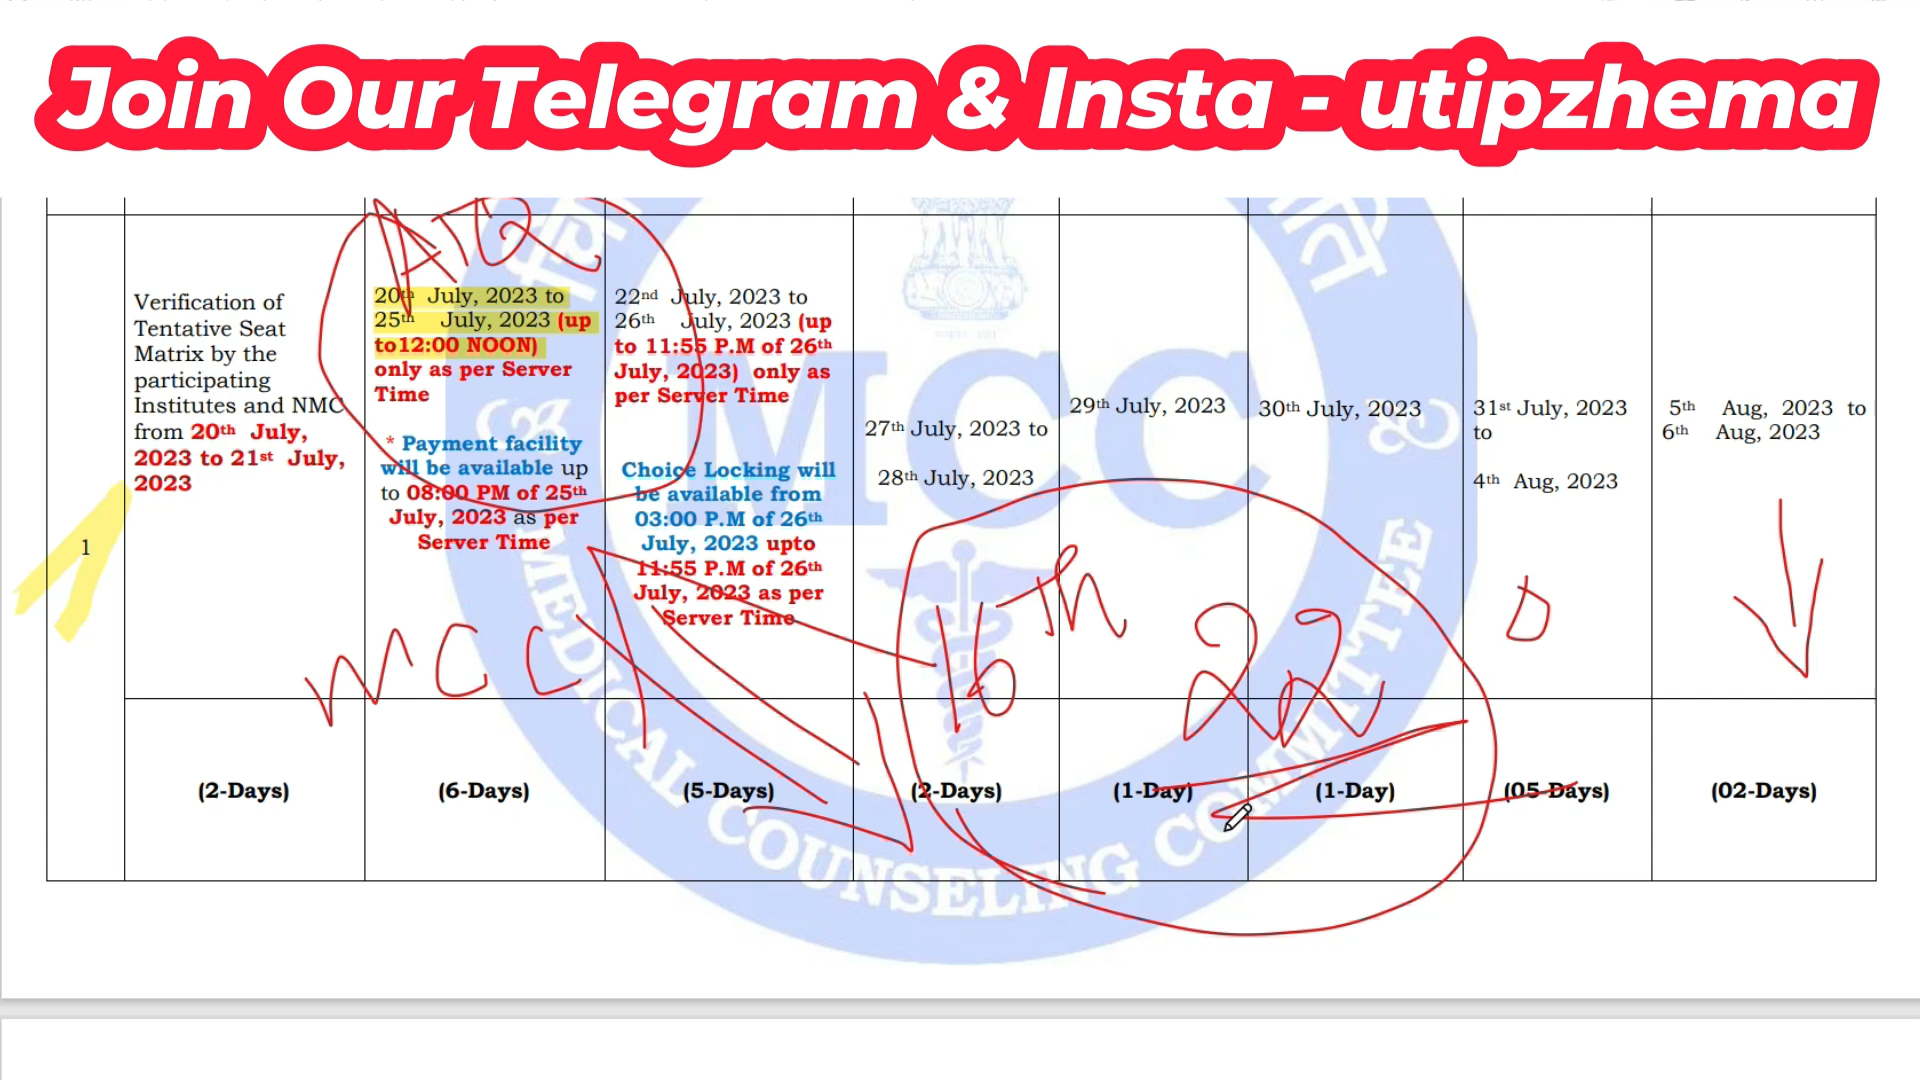 Join Our Telegram & Insta - utipzhema
AIQ
Verification of
Tentative Seat
Matrix by the
participating
Institutes and NMC
from 20th July,
2023 to 21st July,
2023
20th July, 2023 to
25th July, 2023 (up
to12:00 NOON)
only as per Server
Time
* Payment facility
will be available up
to 08:00 PM of 25th
July, 2023 as per
Server Time
22nd July, 2023 to
26th July, 2023 (up
to 11:55 P.M of 26th
July, 2023) only as
per Server Time
Choice Locking will
be available from
03:00 P.M of 26th
July, 2023 upto
11:55 P.M of 26th
July, 2023 as per
Server Time
27th July, 2023 to
28th July, 2023
29th July, 2023
30th July, 2023
31st July, 2023
to
4th Aug, 2023
5th Aug, 2023 to
6th Aug, 2023
1
MCC
16th
22
D
(2-Days)
(6-Days)
(5-Days)
(2-Days)
(1-Day)
(1-Day)
(05-Days)
(02-Days)
MCC
MEDICAL COUNSELING COMMITTEE